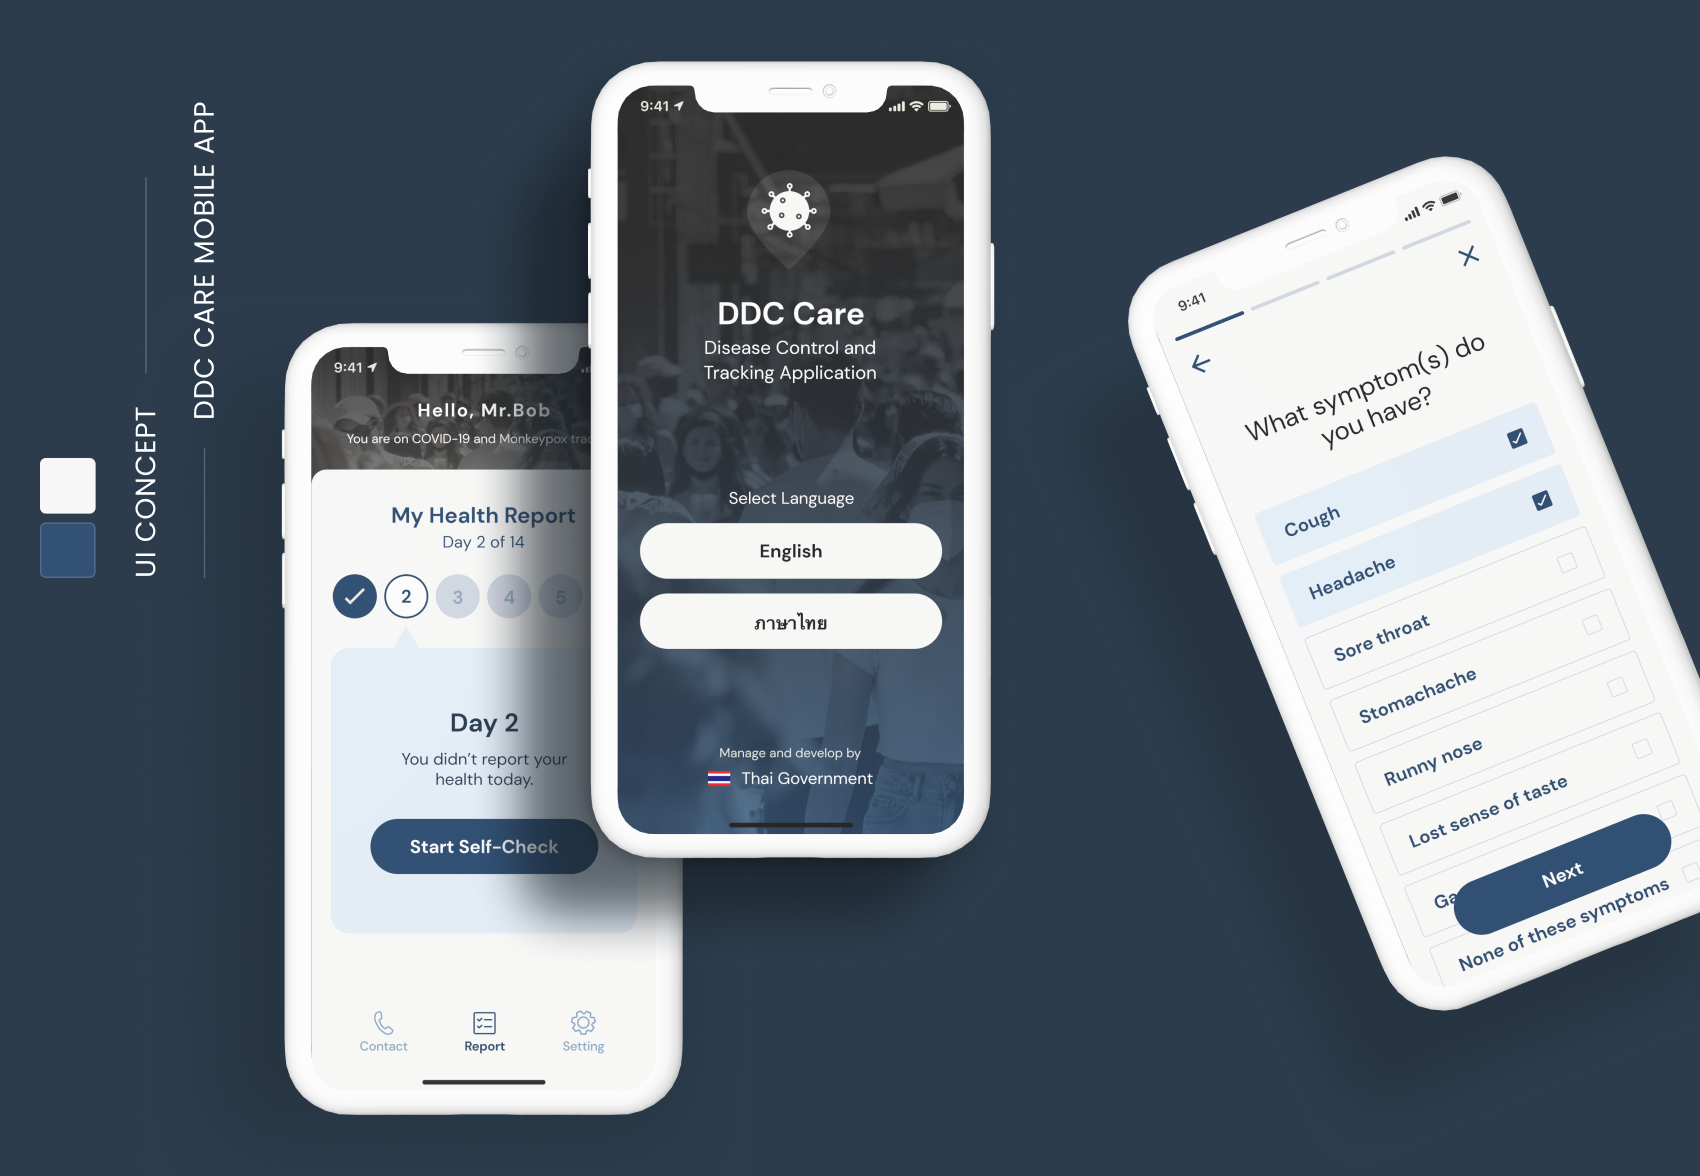 UI CONCEPT
DDC CARE MOBILE APP
9:41
Hello, Mr.Bob
You are on COVID-19 and Monkeypox
My Health Report
Day 2 of 14
2
3
4
5
Day 2
You didn't report your
health today.
Start Self-Check
Contact
Report
Setting
9:41
DDC Care
Disease Control and
Tracking Application
Select Language
English
ภาษาไทย
Manage and develop by
Thai Government
9:41
What symptom(s) do
you have?
Cough
Headache
Sore throat
Stomachache
Runny nose
Lost sense of taste
Next
None of these symptoms